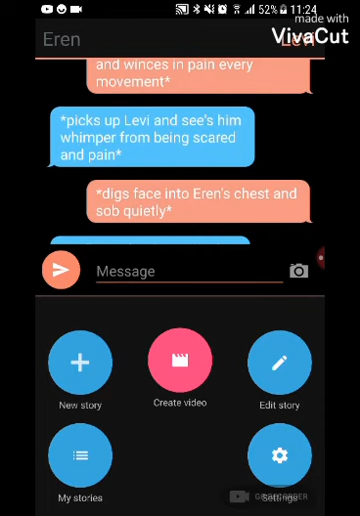 52% 11:24
made with
VivaCut
Eren
Levi
and winces in pain every
movement*
*picks up Levi and see's him
whimper from being scared
and pain*
*digs face into Eren's chest and
sob quietly*
Message
New story
Create video
Edit story
My stories
Settings
RECORDER